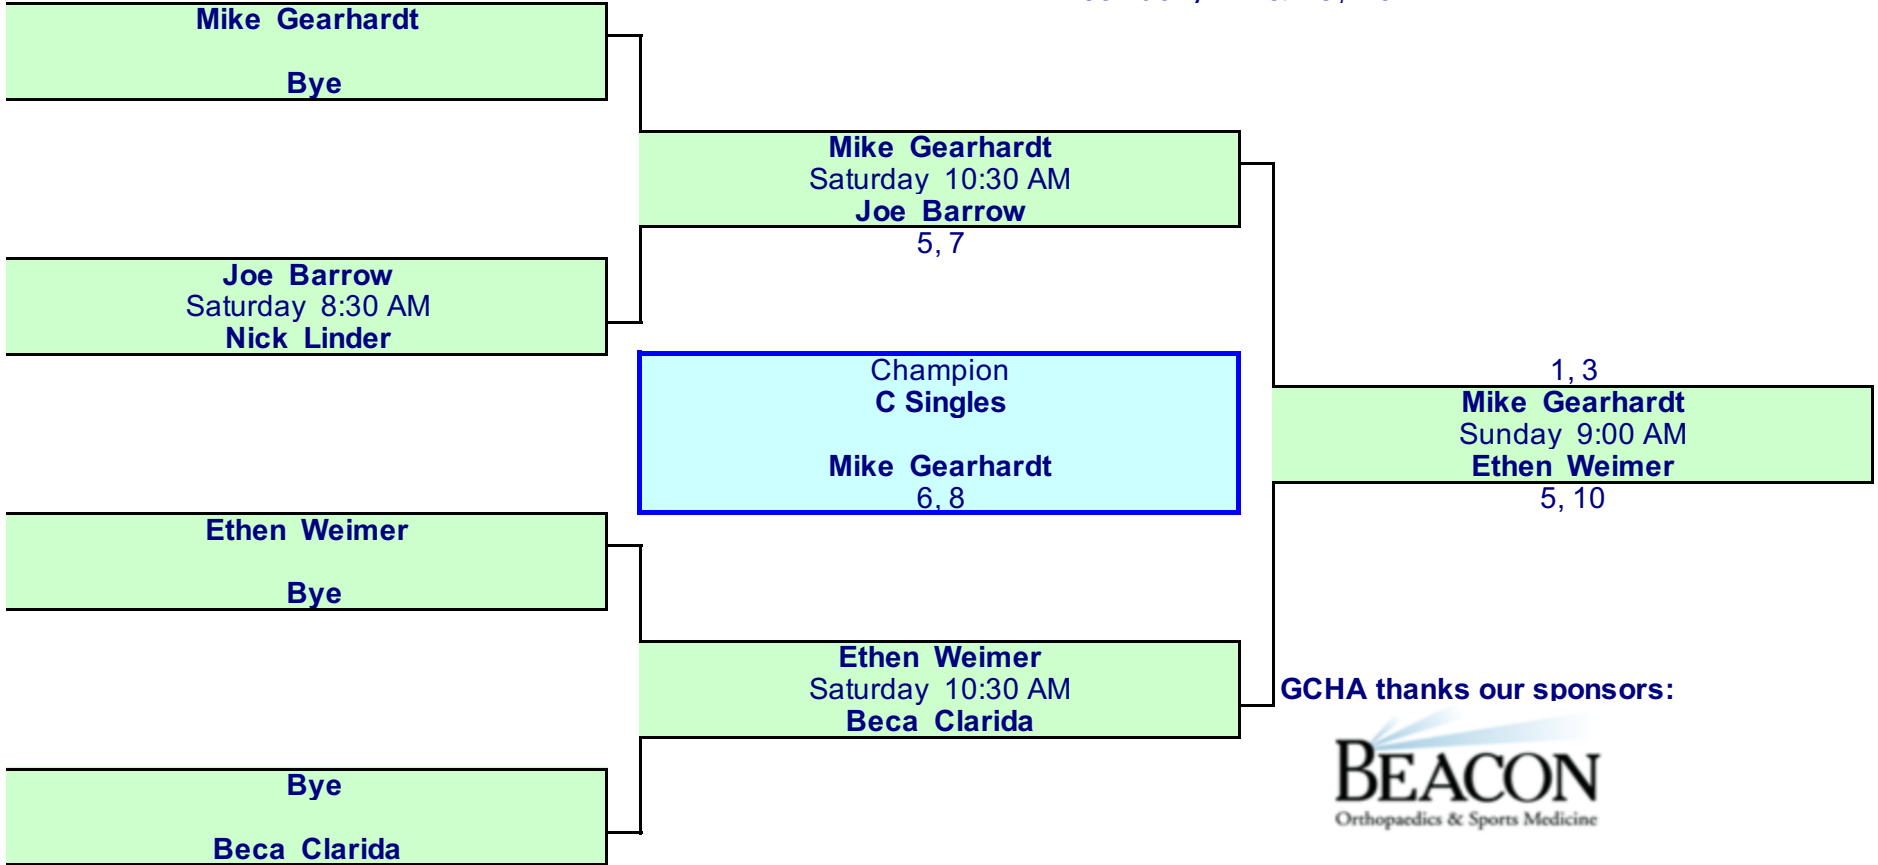 Mike Gearhardt
Bye
Mike Gearhardt
Saturday 10:30 AM
Joe Barrow
5, 7
Joe Barrow
Saturday 8:30 AM
Nick Linder
Champion
C Singles
Mike Gearhardt
6, 8
1, 3
Mike Gearhardt
Sunday 9:00 AM
Ethen Weimer
5, 10
Ethen Weimer
Bye
Ethen Weimer
Saturday 10:30 AM
Beca Clarida
Bye
Beca Clarida
GCHA thanks our sponsors:
BEACON
Orthopaedics & Sports Medicine